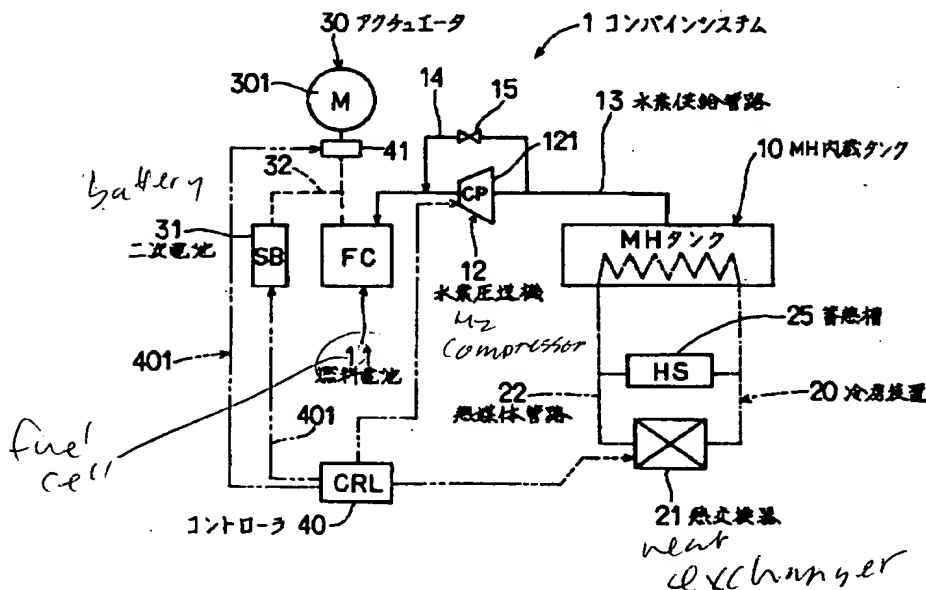 30 アクチュエータ
1 コンバインシステム
301
M
14
15
13 水素供給管路
41
121
10 MH内蔵タンク
32
battery
CP
MHタンク
31
二次電池
SB
FC
12
水素圧送機
H2
compressor
25 蓄熱槽
HS
401
11
燃料電池
22
熱媒体管路
20 冷房装置
fuel
cell
401
CRL
コントローラ 40
21 熱交換器
heat
exchanger